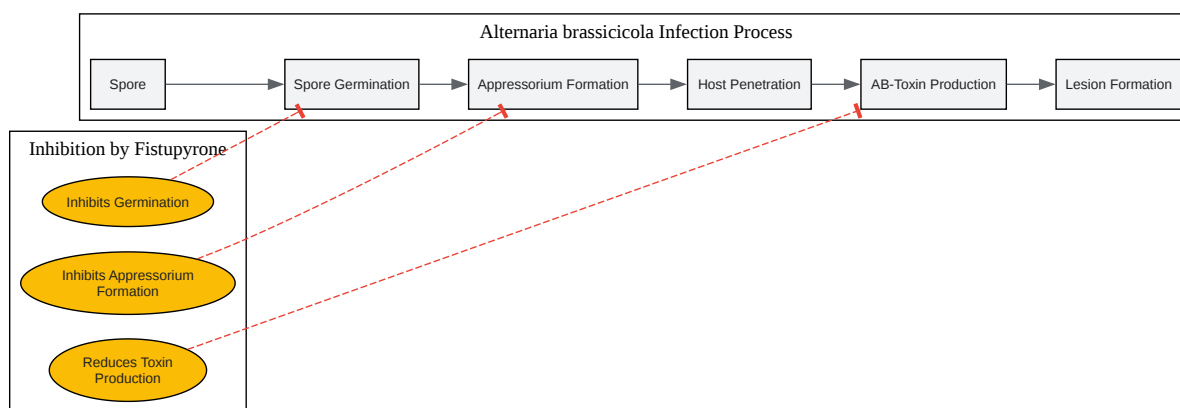 Alternaria brassicicola Infection Process
Spore
Spore Germination
Appressorium Formation
Host Penetration
AB-Toxin Production
Lesion Formation
Inhibition by Fistupyrone
Inhibits Germination
Inhibits Appressorium
Formation
Reduces Toxin
Production